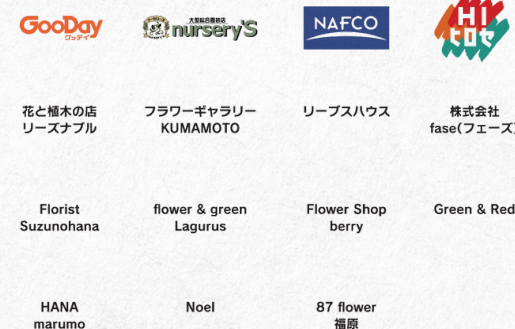 GooDay
グッデイ
大型総合園芸店
nursery'S
NAFCO
HI
ヒロセ
花と植木の店
リーズナブル
フラワーギャラリー
KUMAMOTO
リーブスハウス
株式会社
fase(フェーズ)
Florist
Suzunohana
flower & green
Lagurus
Flower Shop
berry
Green & Red
HANA
marumo
Noel
87 flower
福原